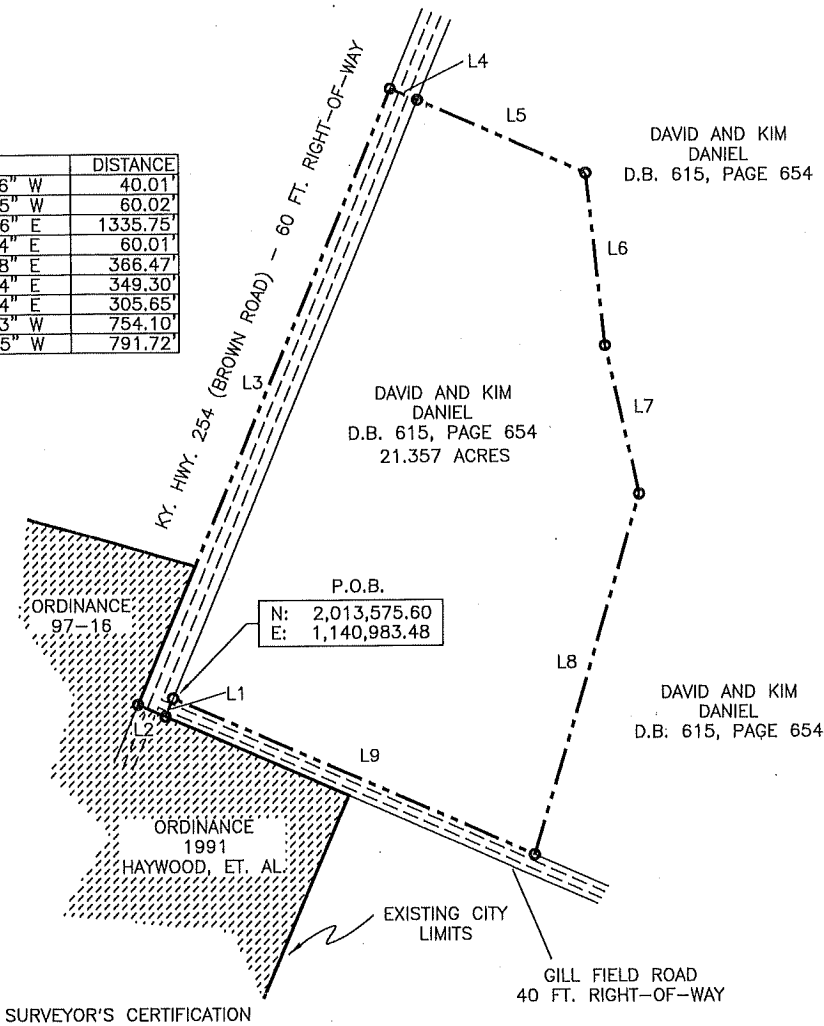 L4
L5
DAVID AND KIM
DANIEL
D.B. 615, PAGE 654
KY. HWY. 254 (BROWN ROAD) - 60 FT. RIGHT-OF-WAY
DISTANCE
6" W 40.01'
5" W 60.02'
6" E 1335.75'
4" E 60.01'
8" E 366.47'
4" E 349.30'
4" E 305.65'
3" W 754.10'
5" W 791.72'
L6
L3
DAVID AND KIM
DANIEL
D.B. 615, PAGE 654
21.357 ACRES
L7
P.O.B.
N: 2,013,575.60
E: 1,140,983.48
ORDINANCE
97-16
L8
L1
L2
DAVID AND KIM
DANIEL
D.B. 615, PAGE 654
L9
ORDINANCE
1991
HAYWOOD, ET. AL.
EXISTING CITY
LIMITS
GILL FIELD ROAD
40 FT. RIGHT-OF-WAY
SURVEYOR'S CERTIFICATION